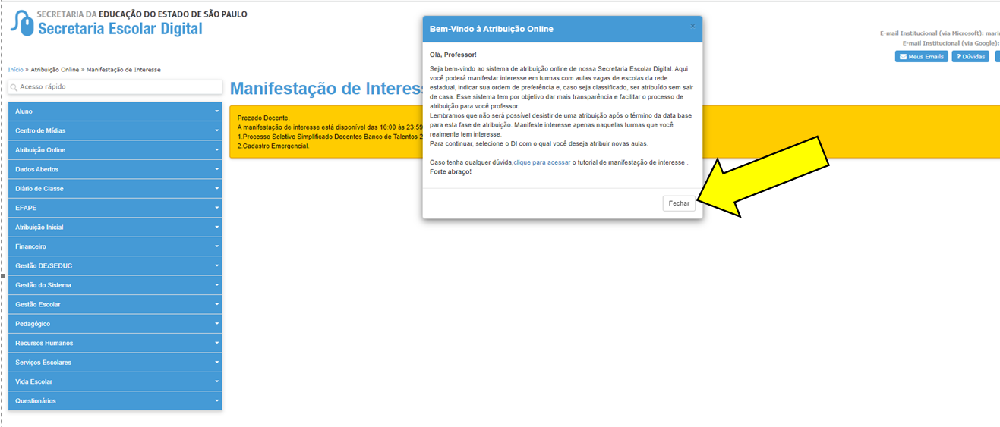 SECRETARIA DA EDUCAÇÃO DO ESTADO DE SÃO PAULO
Secretaria Escolar Digital
E-mail Institucional (via Microsoft):
E-mail Institucional (via Google):
Meus Emails
? Dúvidas
Início » Atribuição Online » Manifestação de Interesse
Acesso rápido
Aluno
Centro de Mídias
Atribuição Online
Dados Abertos
Diário de Classe
EFAPE
Atribuição Inicial
Financeiro
Gestão DE/SEDUC
Gestão do Sistema
Gestão Escolar
Pedagógico
Recursos Humanos
Serviços Escolares
Vida Escolar
Questionários
Manifestação de
Prezado Docente,
A manifestação de interesse está disponível das 16:00 às 23:59
1.Processo Seletivo Simplificado Docentes Banco de Talentos
2.Cadastro Emergencial.
Bem-Vindo à Atribuição Online
×
Olá, Professor!
Seja bem-vindo ao sistema de atribuição online de nossa Secretaria Escolar Digital. Aqui
você poderá manifestar interesse em turmas com aulas vagas de escolas da rede
estadual, indicar sua ordem de preferência e, caso seja classificado, ser atribuído sem sair
de casa. Esse sistema tem por objetivo dar mais transparência e facilitar o processo de
atribuição para você professor.
Lembramos que não será possível desistir de uma atribuição após o término da data base
para esta fase de atribuição. Manifeste interesse apenas naquelas turmas que você
realmente tem interesse.
Para continuar, selecione o DI com o qual você deseja atribuir novas aulas.
Caso tenha qualquer dúvida,clique para acessar o tutorial de manifestação de interesse .
Forte abraço!
Fechar